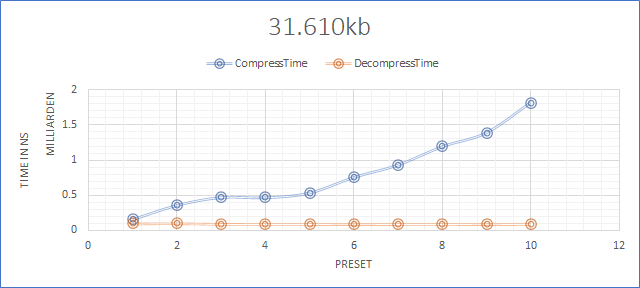 31.610kb
CompressTime DecompressTime
TIME IN NS
MILLIARDEN
2
1.5
1
0.5
0
0 2 4 6 8 10 12
PRESET